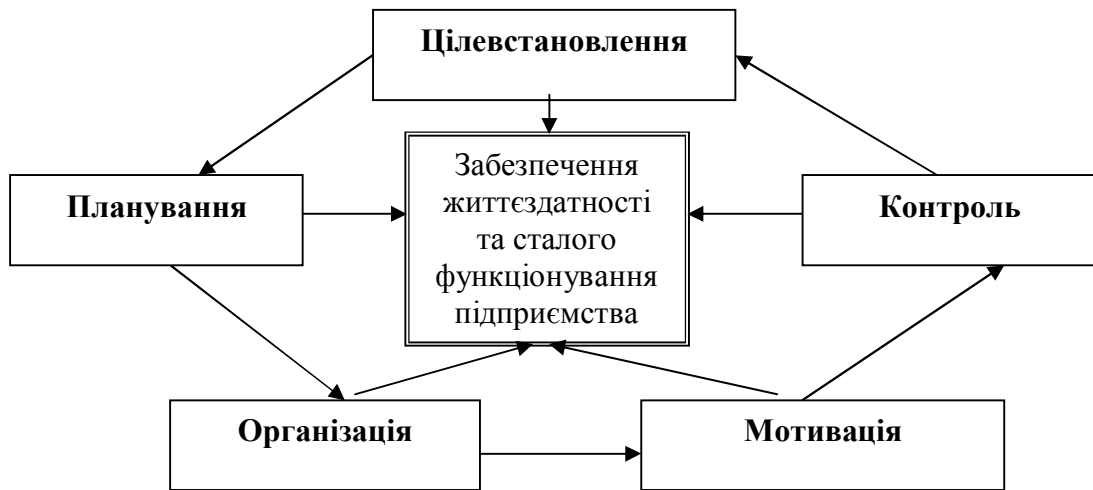 Цілевстановлення
Забезпечення
життєздатності
та сталого
функціонування
підприємства
Планування
Контроль
Організація
Мотивація